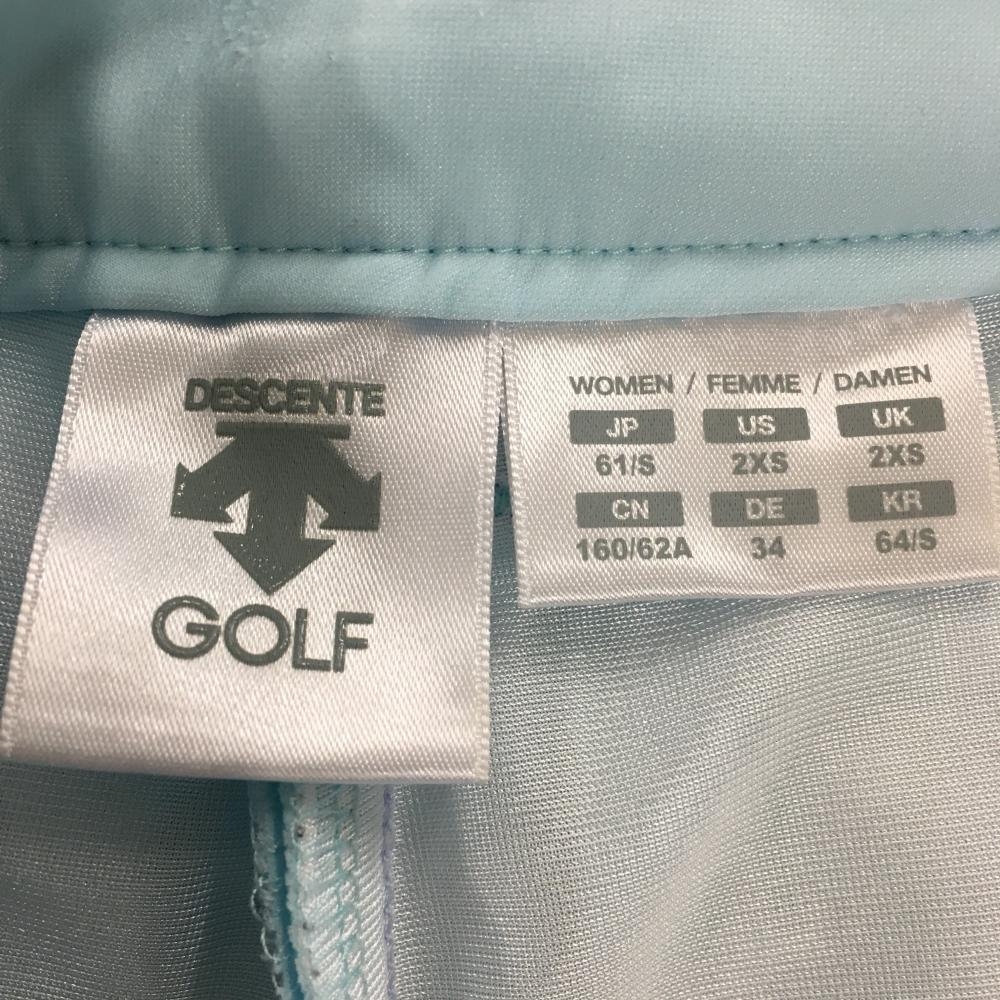 DESCENTE
GOLF
WOMEN / FEMME / DAMEN
JP US UK
61/S 2XS 2XS
CN DE KR
160/62A 34 64/S